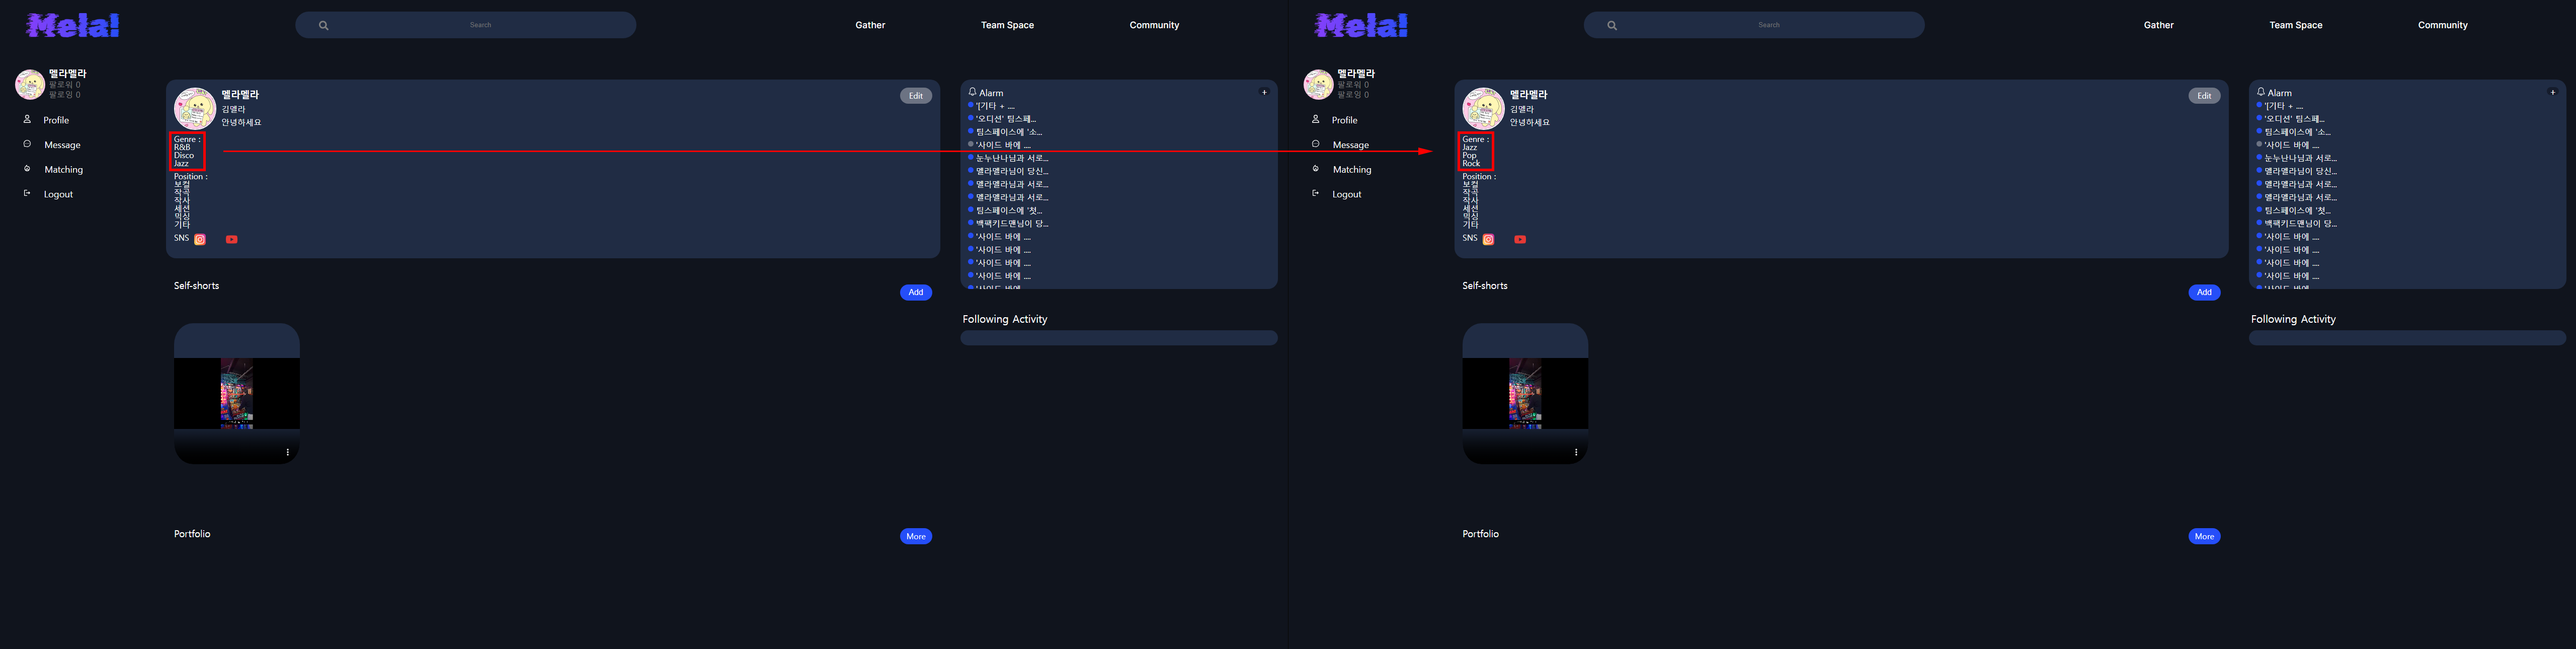 Mela!
Search
Gather
Team Space
Community
멜라멜라
팔로워 0
팔로잉 0
Profile
Message
Matching
Logout
멜라멜라
김멜라
안녕하세요
Edit
Genre :
R&B
Disco
Jazz
Position :
보컬
작곡
작사
세션
믹싱
기타
SNS
Alarm
+
'[기타 + ....
'오디션' 팀스페...
팀스페이스에 '소...
'사이드 바에 ....
눈누난나님과 서로...
멜라멜라님이 당신...
멜라멜라님과 서로...
멜라멜라님과 서로...
팀스페이스에 '첫...
백팩키드맨님이 당...
'사이드 바에 ....
'사이드 바에 ....
'사이드 바에 ....
'사이드 바에 ....
Self-shorts
Add
Following Activity
Portfolio
More
Mela!
Search
Gather
Team Space
Community
멜라멜라
팔로워 0
팔로잉 0
Profile
Message
Matching
Logout
멜라멜라
김멜라
안녕하세요
Edit
Genre :
Jazz
Pop
Rock
Position :
보컬
작곡
작사
세션
믹싱
기타
SNS
Alarm
+
'[기타 + ....
'오디션' 팀스페...
팀스페이스에 '소...
'사이드 바에 ....
눈누난나님과 서로...
멜라멜라님이 당신...
멜라멜라님과 서로...
멜라멜라님과 서로...
팀스페이스에 '첫...
백팩키드맨님이 당...
'사이드 바에 ....
'사이드 바에 ....
'사이드 바에 ....
'사이드 바에 ....
Self-shorts
Add
Following Activity
Portfolio
More